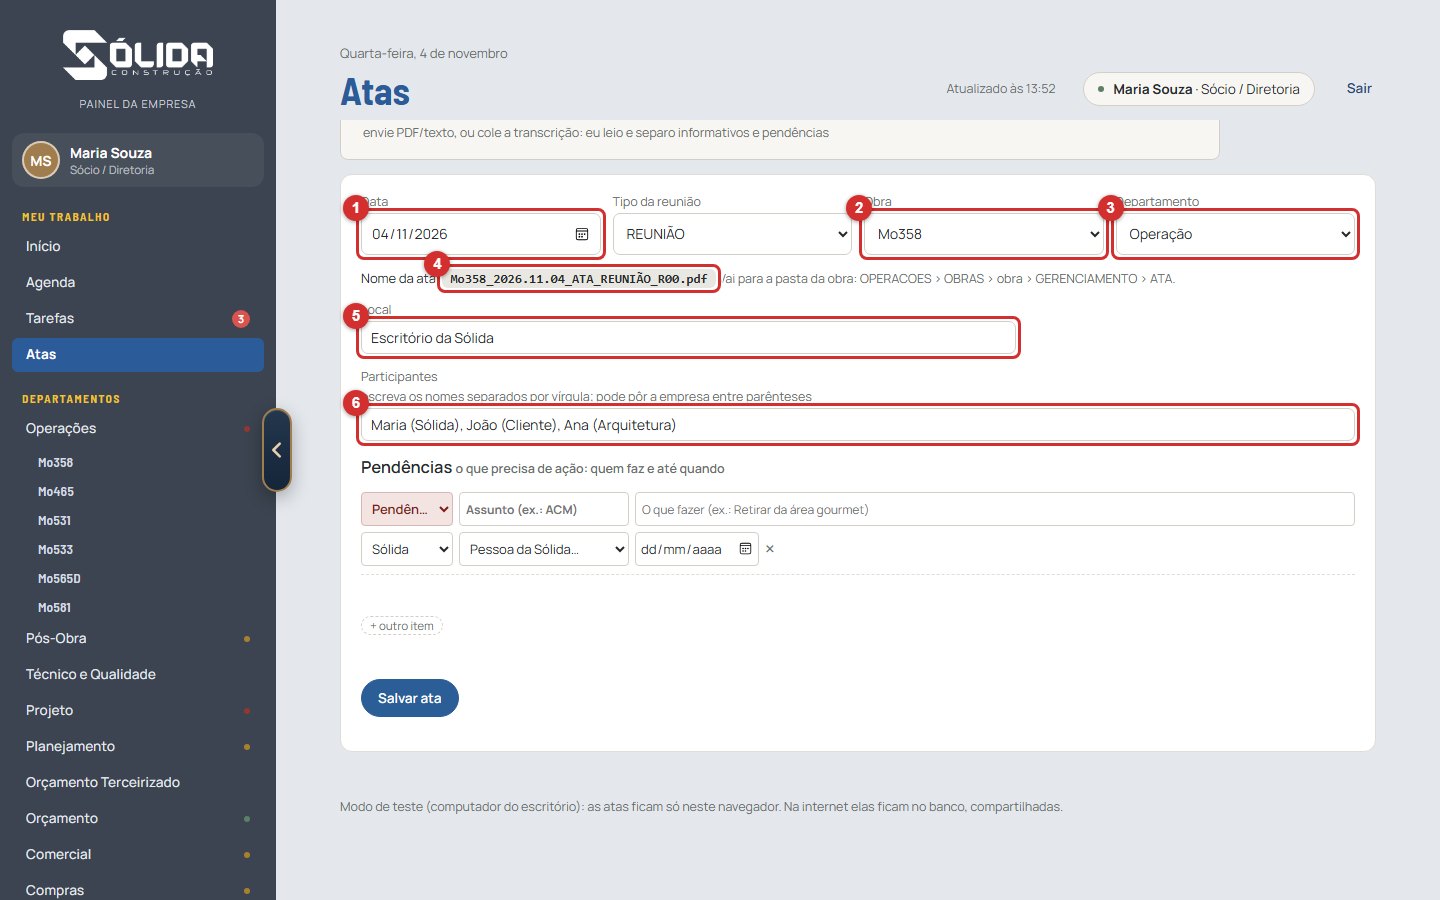 SÓLIDA
CONSTRUÇÃO
PAINEL DA EMPRESA
MS
Maria Souza
Sócio / Diretoria
MEU TRABALHO
Início
Agenda
Tarefas
3
Atas
DEPARTAMENTOS
Operações
Mo358
Mo465
Mo531
Mo533
Mo565D
Mo581
Pós-Obra
Técnico e Qualidade
Projeto
Planejamento
Orçamento Terceirizado
Orçamento
Comercial
Compras
Quarta-feira, 4 de novembro
Atas
Atualizado às 13:52
Maria Souza · Sócio / Diretoria
Sair
envie PDF/texto, ou cole a transcrição: eu leio e separo informativos e pendências
1 Data
Tipo da reunião
2 Obra
3 Departamento
04/11/2026
REUNIÃO
Mo358
Operação
4
Nome da ata Mo358_2026.11.04_ATA_REUNIÃO_R00.pdf Vai para a pasta da obra: OPERACOES › OBRAS › obra › GERENCIAMENTO › ATA.
5 Local
Escritório da Sólida
Participantes
6 Escreva os nomes separados por vírgula; pode pôr a empresa entre parênteses
Maria (Sólida), João (Cliente), Ana (Arquitetura)
Pendências o que precisa de ação: quem faz e até quando
Pendên...
Assunto (ex.: ACM)
O que fazer (ex.: Retirar da área gourmet)
Sólida
Pessoa da Sólida...
dd/mm/aaaa
×
+ outro item
Salvar ata
Modo de teste (computador do escritório): as atas ficam só neste navegador. Na internet elas ficam no banco, compartilhadas.